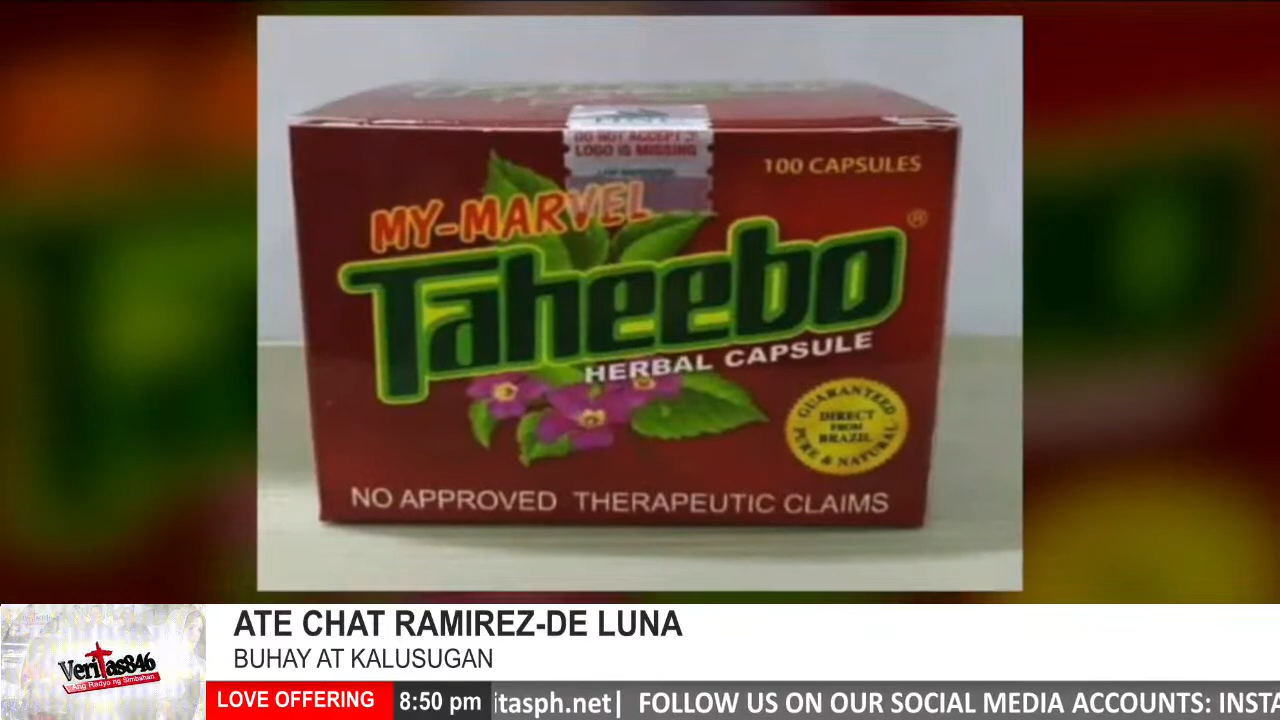 DO NOT ACCEPT IF
LOGO IS MISSING
100 CAPSULES
MY-MARVEL
Taheebo®
HERBAL CAPSULE
GUARANTEED
DIRECT
FROM
BRAZIL
PURE & NATURAL
NO APPROVED THERAPEUTIC CLAIMS
ATE CHAT RAMIREZ-DE LUNA
BUHAY AT KALUSUGAN
Veritas846
Ang Radyo ng Simbahan
LOVE OFFERING
8:50 pm
itasph.net| FOLLOW US ON OUR SOCIAL MEDIA ACCOUNTS: INSTA